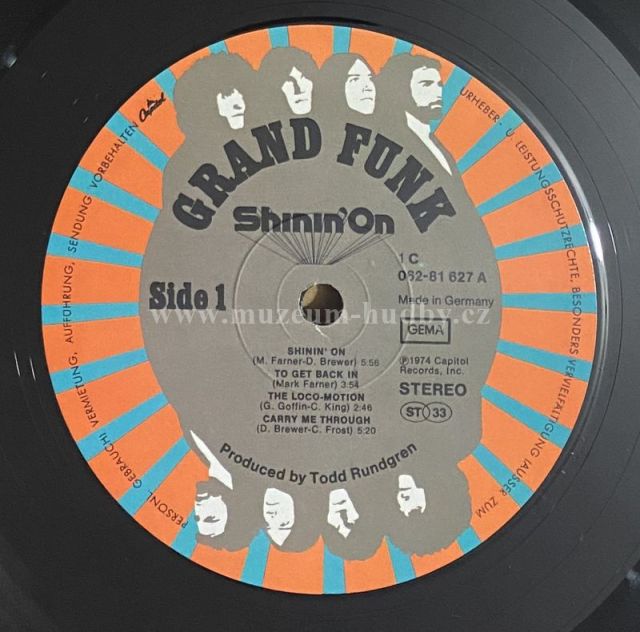 Capitol
GRAND FUNK
Shinin' On
1 C
062-81 627 A
Side 1
Made in Germany
GEMA
www.muzeum-hudby.cz
SHININ' ON
(M. Farner-D. Brewer) 5:56
TO GET BACK IN
(Mark Farner) 3:54
THE LOCO-MOTION
(G. Goffin-C. King) 2:46
CARRY ME THROUGH
(D. Brewer-C. Frost) 5:20
℗1974 Capitol
Records, Inc.
STEREO
ST 33
Produced by Todd Rundgren
URHEBER- U. LEISTUNGSSCHUTZRECHTE, BESONDERS VERVIELFÄLTIGUNG (AUSSER ZUM PERSÖNL. GEBRAUCH) VERMIETUNG, AUFFÜHRUNG, SENDUNG VORBEHALTEN